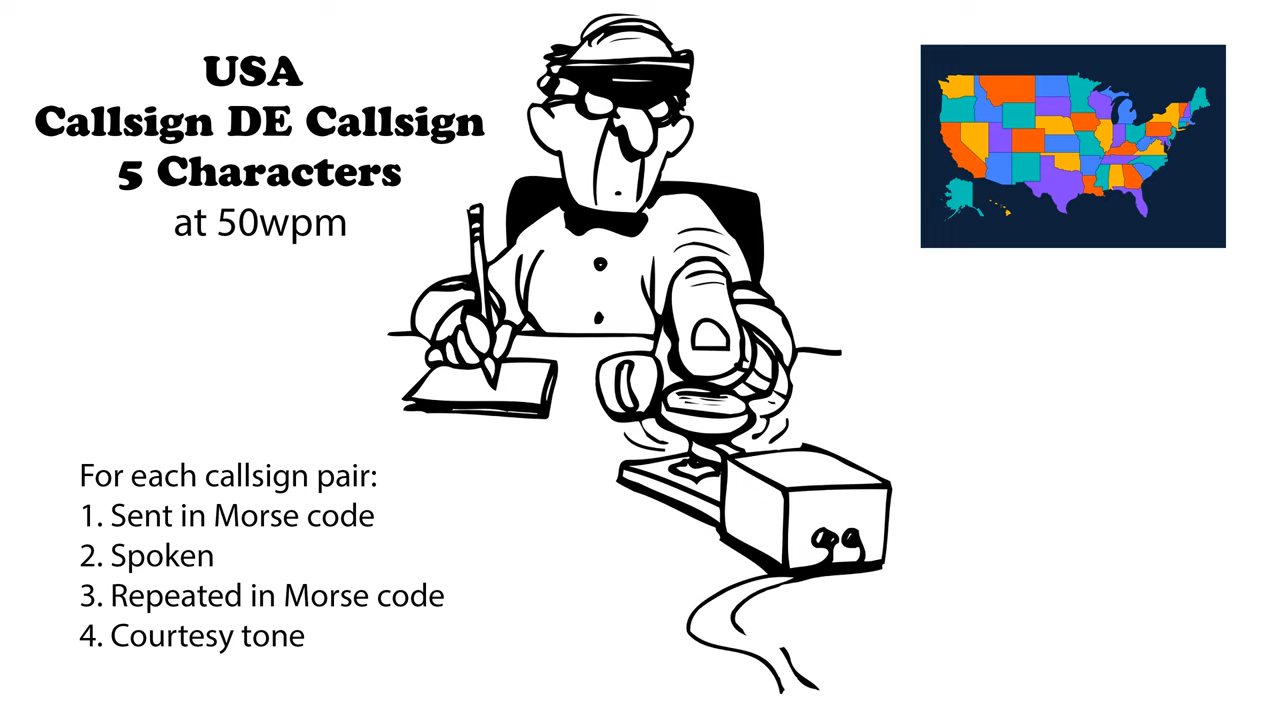 USA
Callsign DE Callsign
5 Characters
at 50wpm
For each callsign pair:
1. Sent in Morse code
2. Spoken
3. Repeated in Morse code
4. Courtesy tone